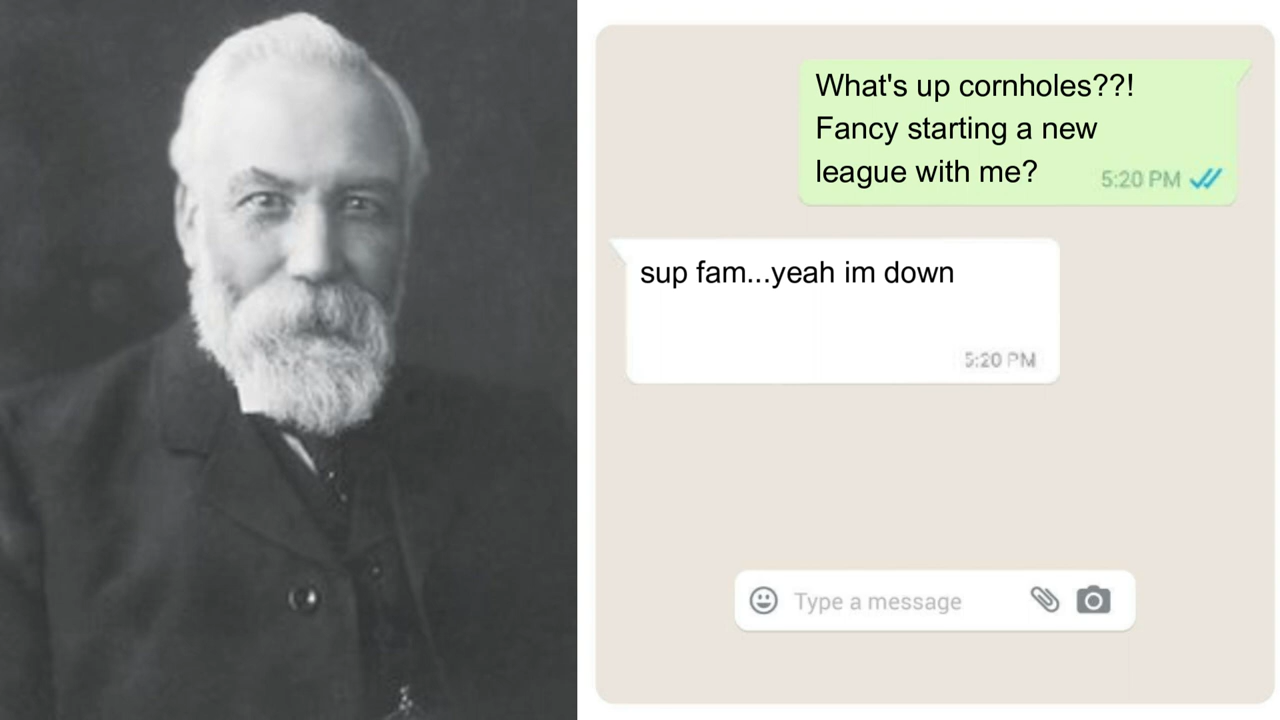 What's up cornholes??!
Fancy starting a new
league with me?
5:20 PM
sup fam...yeah im down
5:20 PM
Type a message